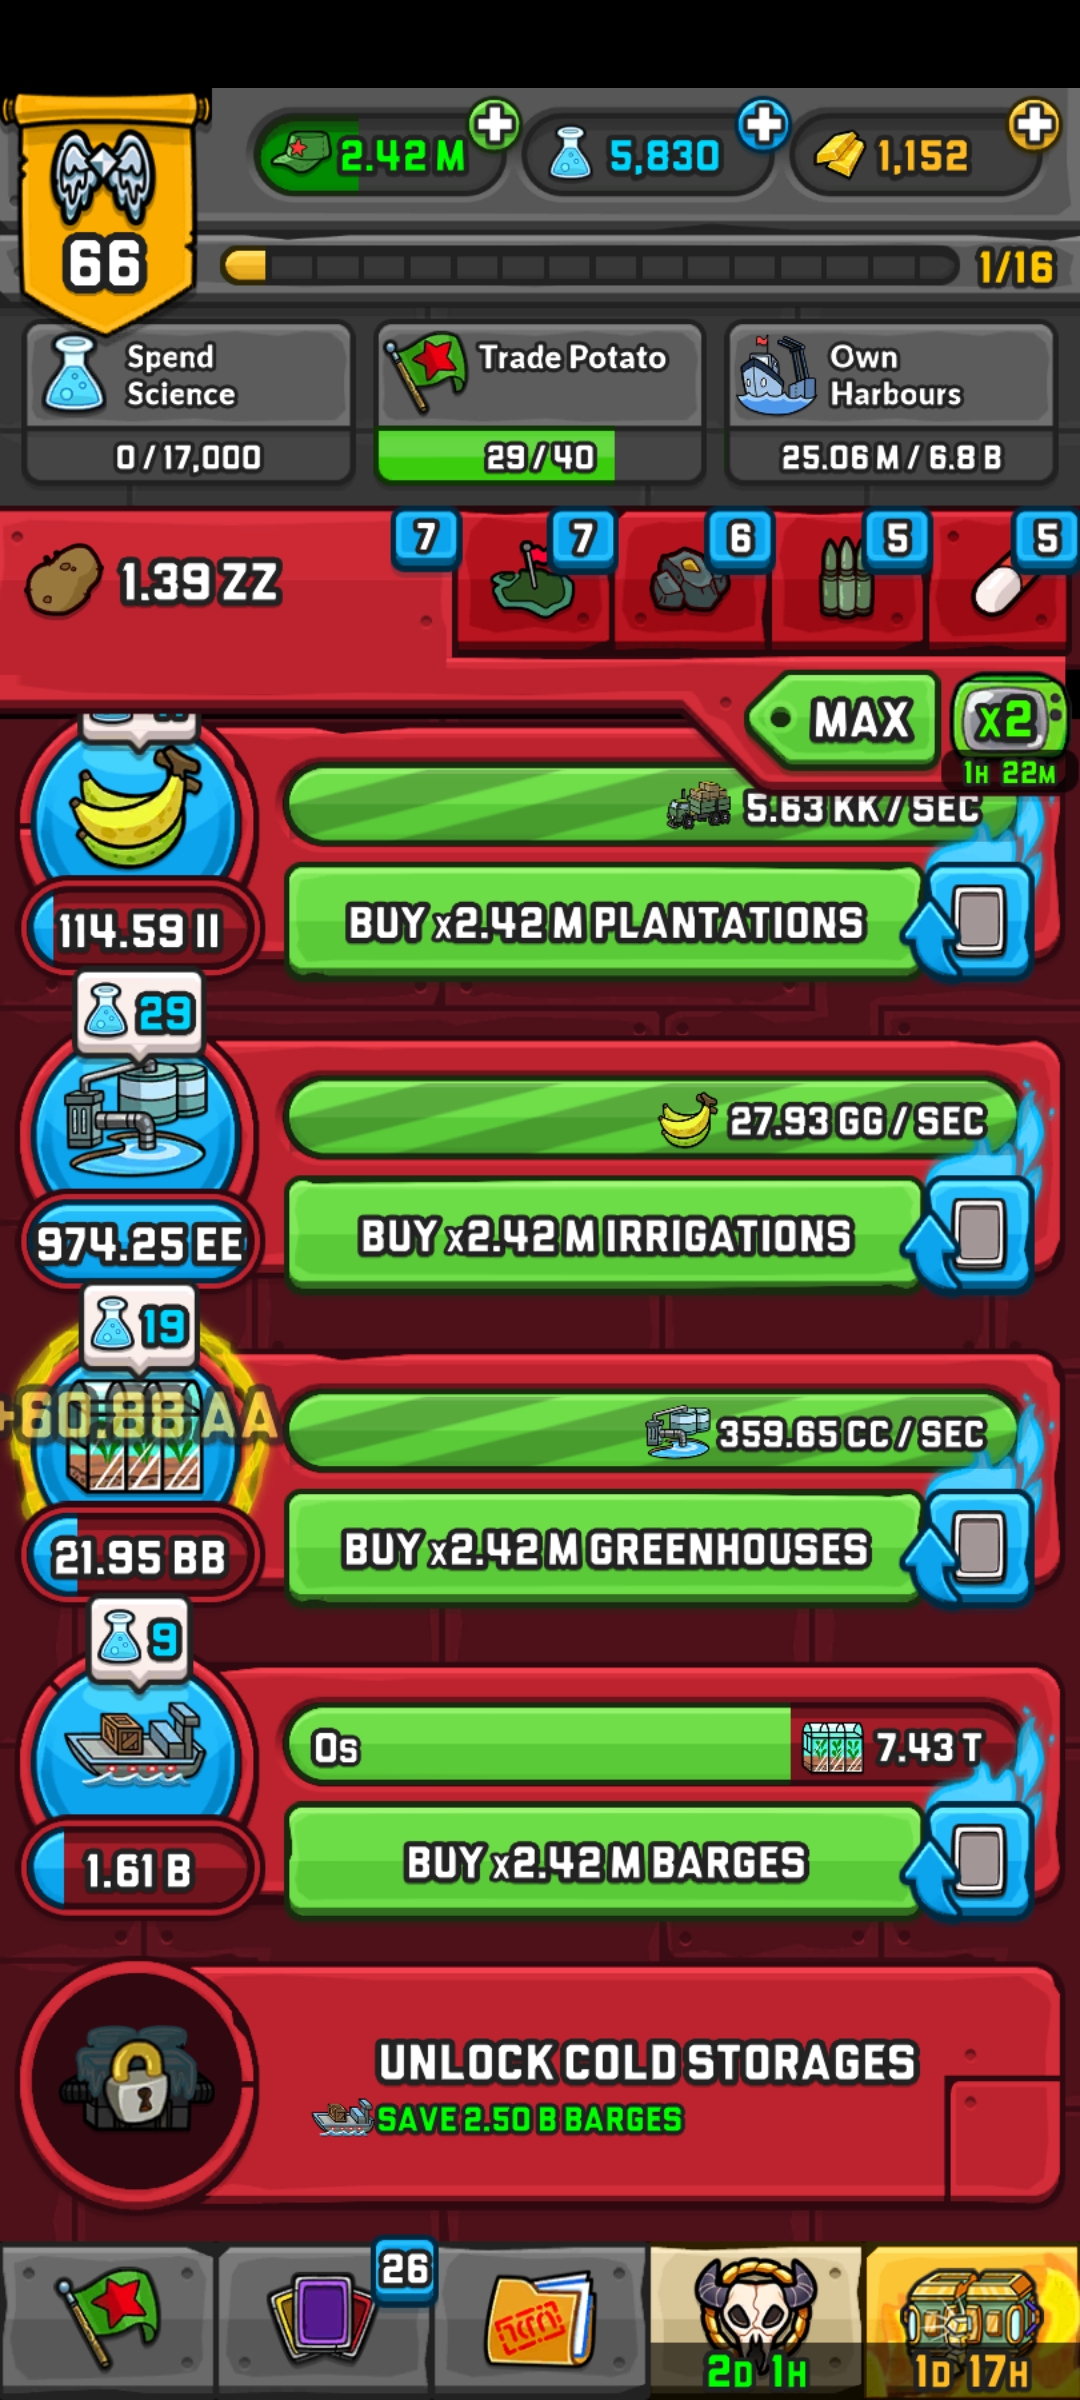 2.42 M
5,830
1,152
66
1/16
Spend
Science
0/17,000
Trade Potato
29/40
Own
Harbours
25.06 M / 6.8 B
1.39 ZZ
7
7
6
5
5
MAX
x2
1H 22M
5.63 KK / SEC
114.59 II
BUY x2.42 M PLANTATIONS
29
27.93 GG / SEC
974.25 EE
BUY x2.42 M IRRIGATIONS
19
+60.88 AA
359.65 CC / SEC
21.95 BB
BUY x2.42 M GREENHOUSES
9
0s
7.43 T
1.61 B
BUY x2.42 M BARGES
UNLOCK COLD STORAGES
SAVE 2.50 B BARGES
26
2D 1H
1D 17H